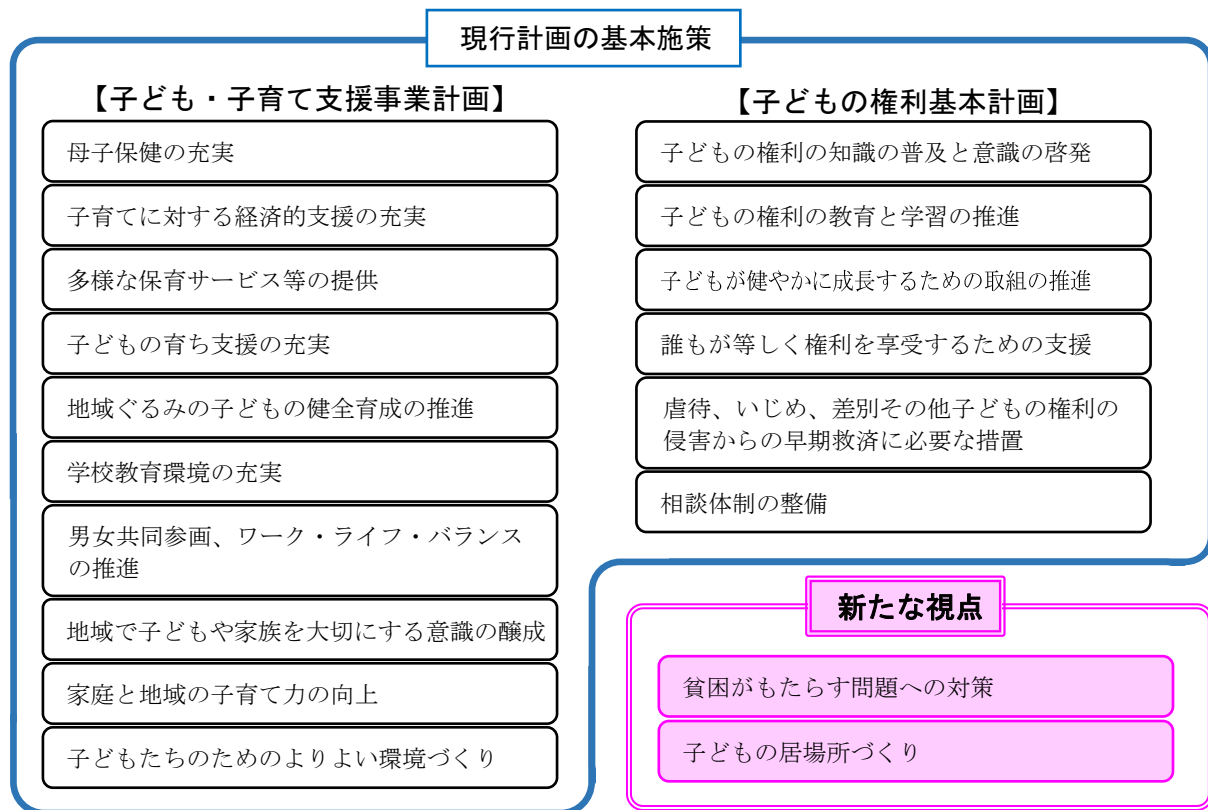 現行計画の基本施策
【子ども・子育て支援事業計画】
母子保健の充実
子育てに対する経済的支援の充実
多様な保育サービス等の提供
子どもの育ち支援の充実
地域ぐるみの子どもの健全育成の推進
学校教育環境の充実
男女共同参画、ワーク・ライフ・バランス
の推進
地域で子どもや家族を大切にする意識の醸成
家庭と地域の子育て力の向上
子どもたちのためのよりよい環境づくり
【子どもの権利基本計画】
子どもの権利の知識の普及と意識の啓発
子どもの権利の教育と学習の推進
子どもが健やかに成長するための取組の推進
誰もが等しく権利を享受するための支援
虐待、いじめ、差別その他子どもの権利の
侵害からの早期救済に必要な措置
相談体制の整備
新たな視点
貧困がもたらす問題への対策
子どもの居場所づくり